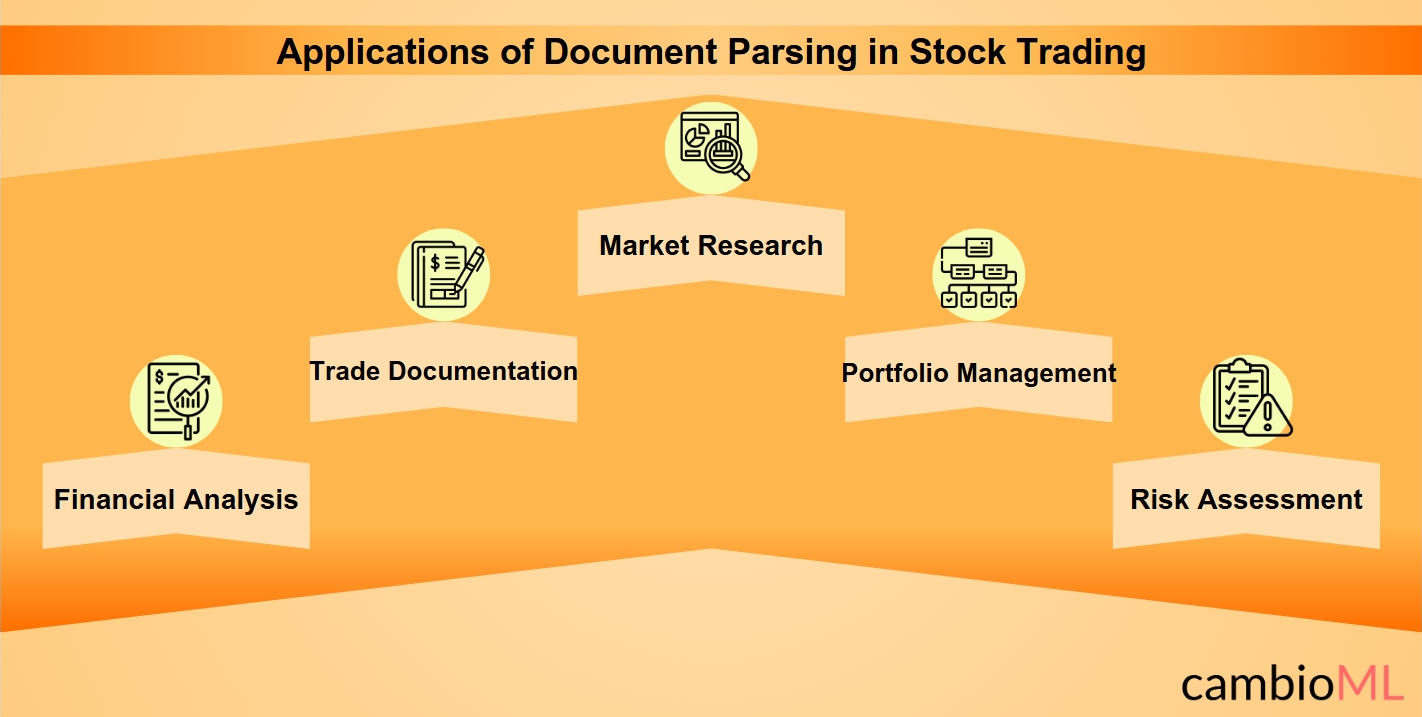 Applications of Document Parsing in Stock Trading
Market Research
Trade Documentation
Portfolio Management
Financial Analysis
Risk Assessment
cambioML